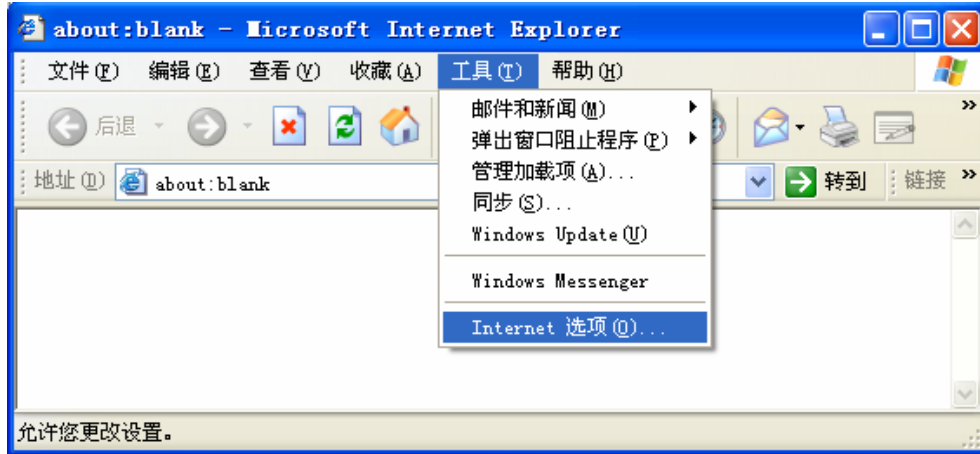 about:blank - Microsoft Internet Explorer
文件(F) 编辑(E) 查看(V) 收藏(A) 工具(T) 帮助(H)
后退
邮件和新闻(M)
弹出窗口阻止程序(P)
管理加载项(A)...
同步(S)...
Windows Update(U)
Windows Messenger
Internet 选项(O)...
地址(D) about:blank 转到 链接
允许您更改设置。